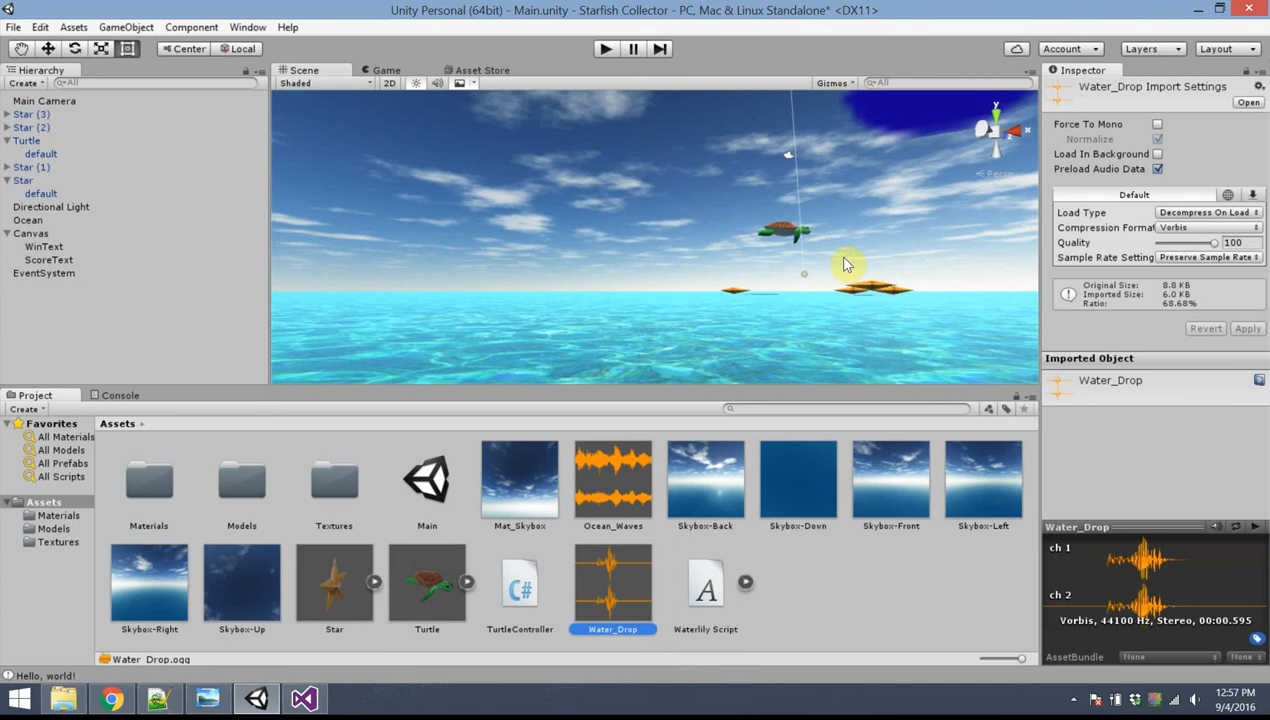 Unity Personal (64bit) - Main.unity - Starfish Collector - PC, Mac & Linux Standalone* <DX11>
File Edit Assets GameObject Component Window Help
Center Local Account Layers Layout
Hierarchy
Create All
Main Camera
Star (3)
Star (2)
Turtle
default
Star (1)
Star
default
Directional Light
Ocean
Canvas
WinText
ScoreText
EventSystem
Scene Game Asset Store
Shaded 2D Gizmos All
y
x
z
Persp
Inspector
Water_Drop Import Settings
Open
Force To Mono
Normalize
Load In Background
Preload Audio Data
Default
Load Type Decompress On Load
Compression Format Vorbis
Quality 100
Sample Rate Setting Preserve Sample Rate
Original Size: 8.8 KB
Imported Size: 6.0 KB
Ratio: 68.68%
Revert Apply
Imported Object
Water_Drop
Project Console
Create
Favorites
All Materials
All Models
All Prefabs
All Scripts
Assets
Materials
Models
Textures
Assets
Materials Models Textures Main Mat_Skybox Ocean_Waves Skybox-Back Skybox-Down Skybox-Front Skybox-Left
C# A
Skybox-Right Skybox-Up Star Turtle TurtleController Water_Drop Waterlily Script
Water_Drop.ogg
Water_Drop
ch 1
ch 2
Vorbis, 44100 Hz, Stereo, 00:00.595
AssetBundle None None
Hello, world!
12:57 PM
9/4/2016